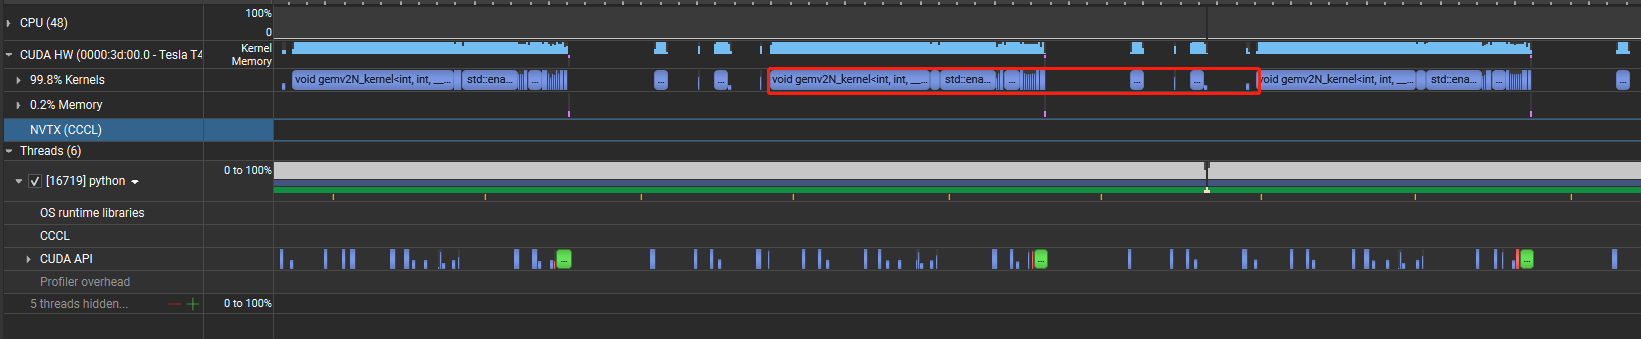 CPU (48)
100%
0
CUDA HW (0000:3d:00.0 - Tesla T4
Kernel
Memory
99.8% Kernels
void gemv2N_kernel<int, int, __...
std::ena...
...
...
...
void gemv2N_kernel<int, int, __...
std::ena...
...
...
...
void gemv2N_kernel<int, int, __...
std::ena...
...
...
0.2% Memory
NVTX (CCCL)
Threads (6)
[16719] python
0 to 100%
OS runtime libraries
CCCL
CUDA API
...
...
...
Profiler overhead
5 threads hidden...
0 to 100%